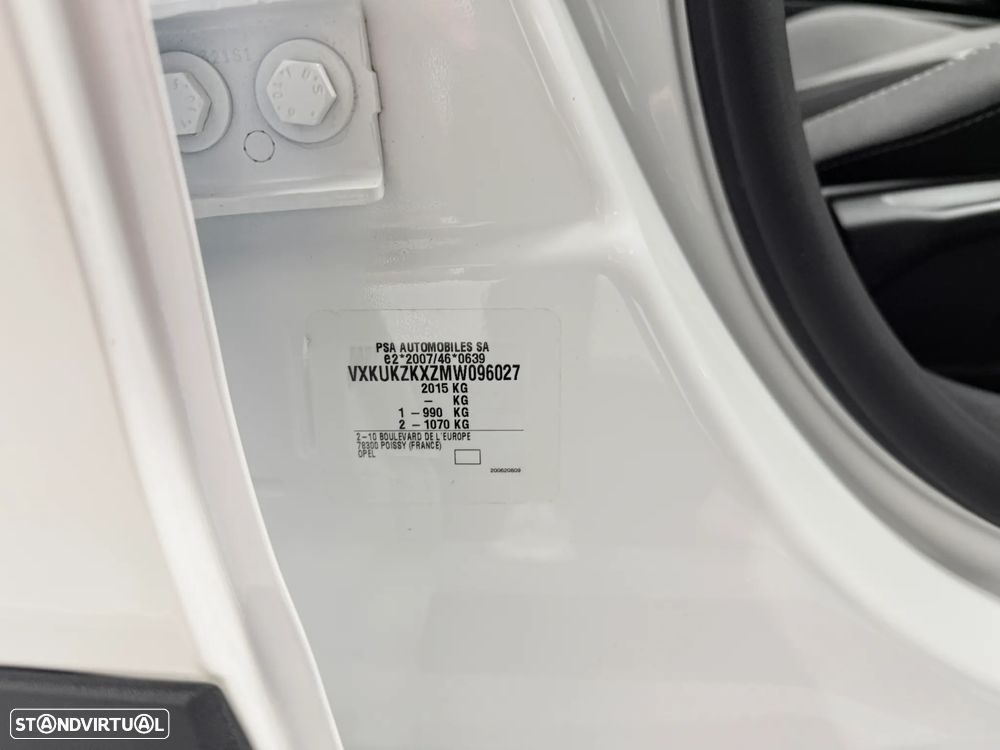 PSA AUTOMOBILES SA
e2*2007/46*0639
VXKUKZKXZMW096027
2015 KG
– KG
1 – 990 KG
2 – 1070 KG
2–10 BOULEVARD DE L'EUROPE
78300 POISSY (FRANCE)
OPEL
200620809
STANDVIRTUAL